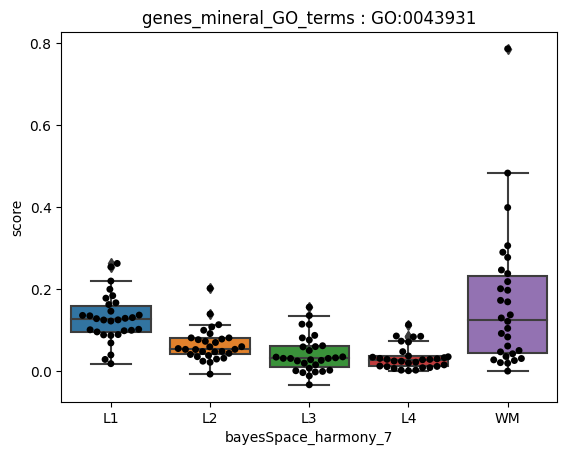 genes_mineral_GO_terms : GO:0043931
0.8
0.6
0.4
0.2
0.0
score
L1 L2 L3 L4 WM
bayesSpace_harmony_7